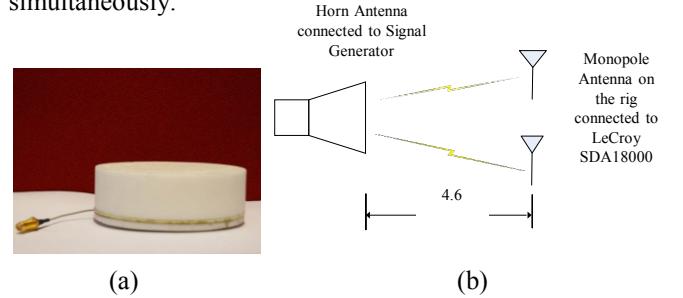 simultaneously.
Horn Antenna
connected to Signal
Generator
Monopole
Antenna on
the rig
connected to
LeCroy
SDA18000
4.6
(a)
(b)